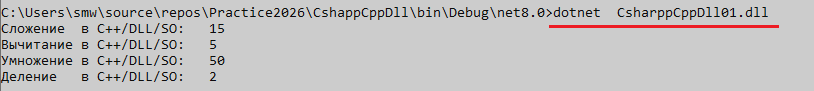 C:\Users\smw\source\repos\Practice2026\CshappCppDll\bin\Debug\net8.0>dotnet  CsharppCppDll01.dll
Сложение  в C++/DLL/SO:   15
Вычитание в C++/DLL/SO:   5
Умножение в C++/DLL/SO:   50
Деление   в C++/DLL/SO:   2